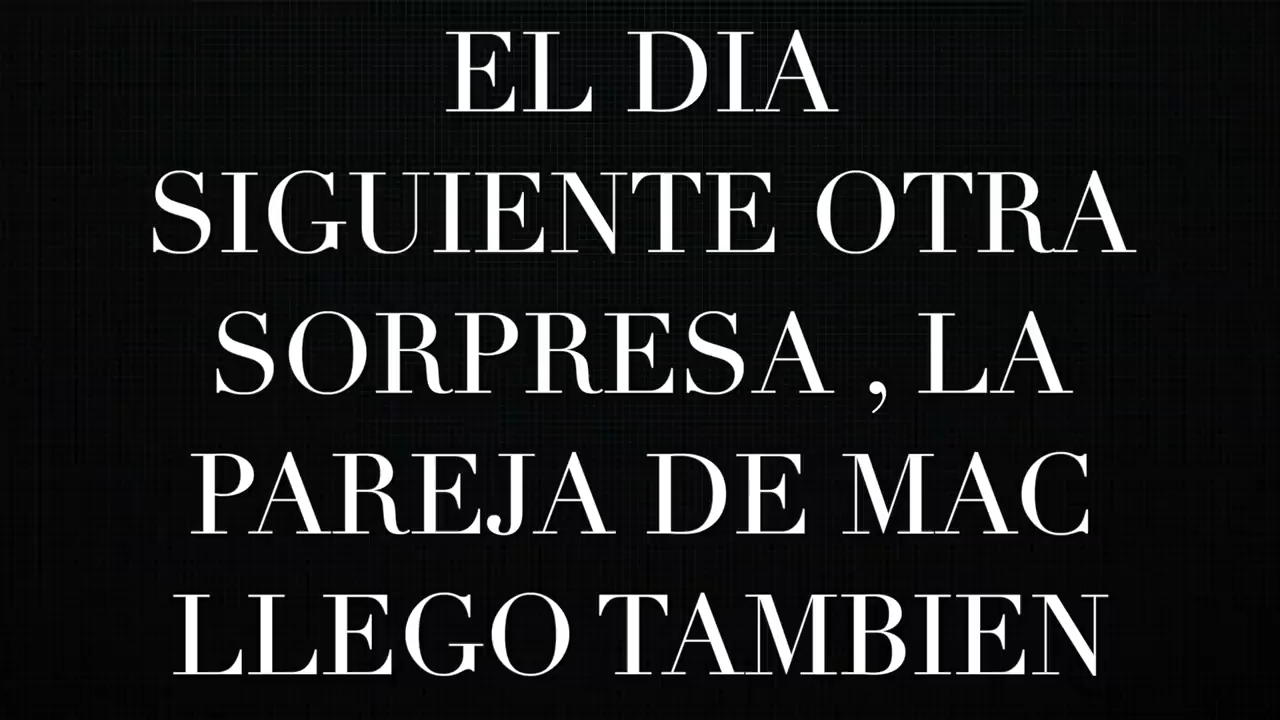 EL DIA
SIGUIENTE OTRA
SORPRESA , LA
PAREJA DE MAC
LLEGO TAMBIEN